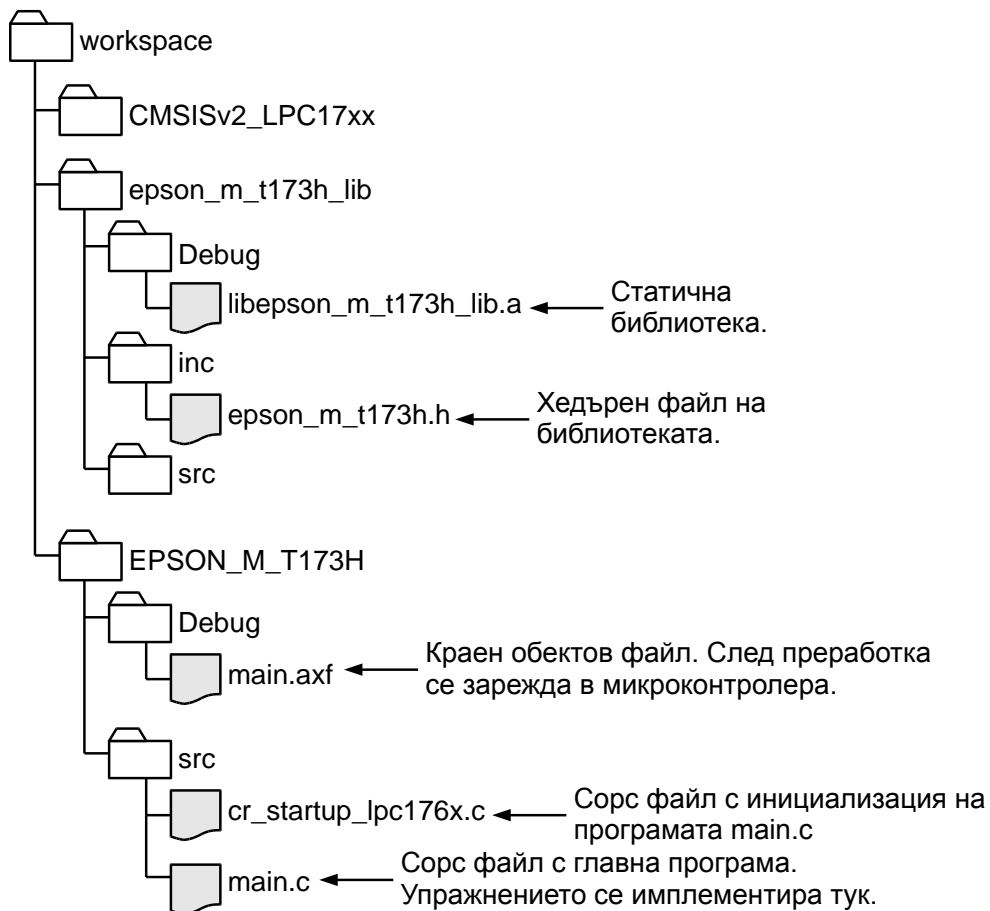 workspace
CMSISv2_LPC17xx
epson_m_t173h_lib
Debug
libepson_m_t173h_lib.a
Статична
библиотека.
inc
epson_m_t173h.h
Хедърен файл на
библиотеката.
src
EPSON_M_T173H
Debug
main.axf
Краен обектов файл. След преработка
се зарежда в микроконтролера.
src
cr_startup_lpc176x.c
Сорс файл с инициализация на
програмата main.c
main.c
Сорс файл с главна програма.
Упражнението се имплементира тук.